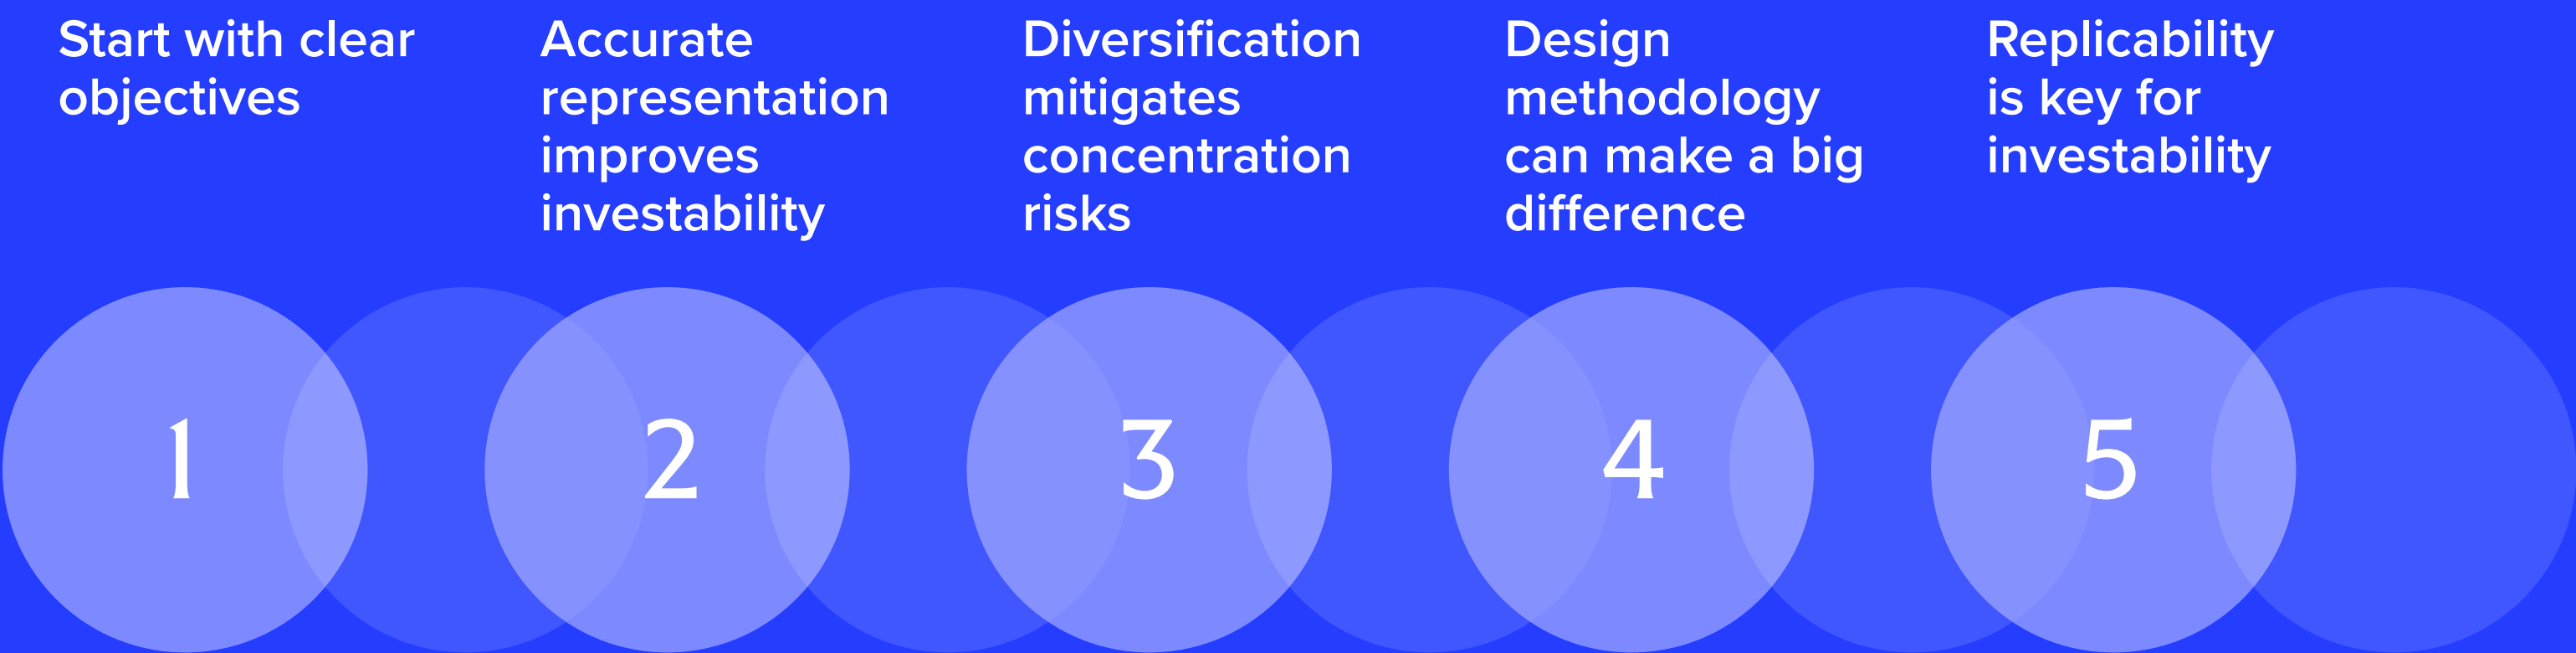 Start with clear
objectives
Accurate
representation
improves
investability
Diversification
mitigates
concentration
risks
Design
methodology
can make a big
difference
Replicability
is key for
investability
1
2
3
4
5